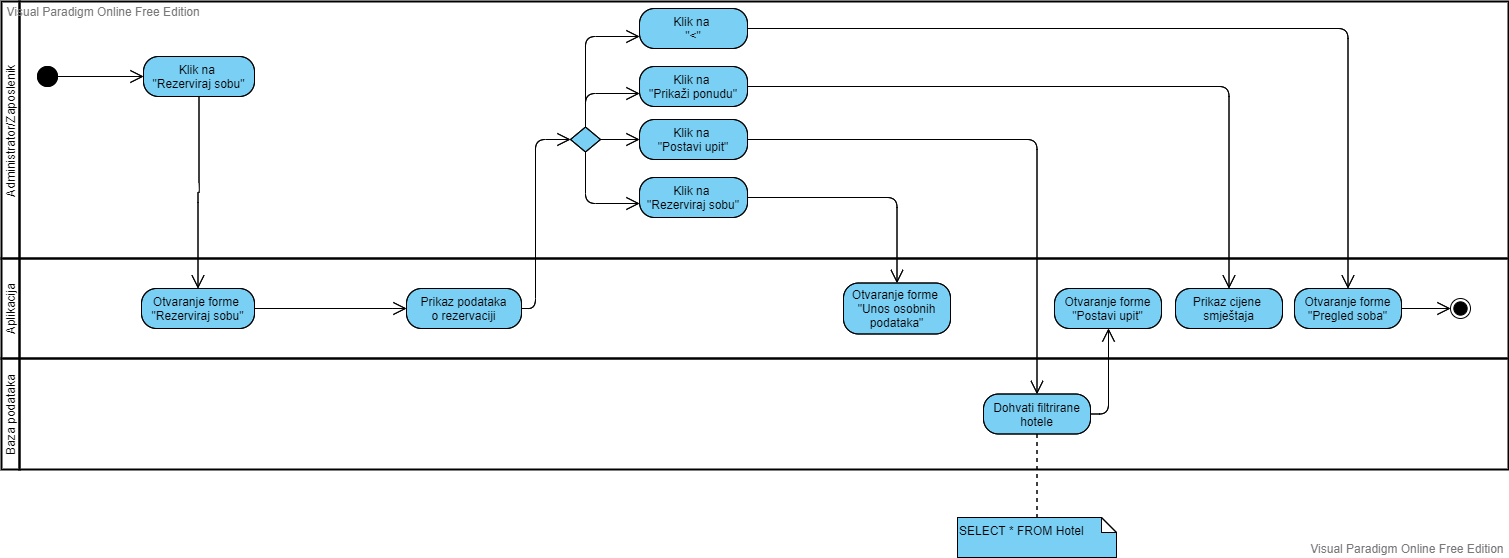 Visual Paradigm Online Free Edition
Administrator/Zaposlenik
Klik na
"Rezerviraj sobu"
Klik na
"<"
Klik na
"Prikaži ponudu"
Klik na
"Postavi upit"
Klik na
"Rezerviraj sobu"
Aplikacija
Otvaranje forme
"Rezerviraj sobu"
Prikaz podataka
o rezervaciji
Otvaranje forme
"Unos osobnih
podataka"
Otvaranje forme
"Postavi upit"
Prikaz cijene
smještaja
Otvaranje forme
"Pregled soba"
Baza podataka
Dohvati filtrirane
hotele
SELECT * FROM Hotel
Visual Paradigm Online Free Edition